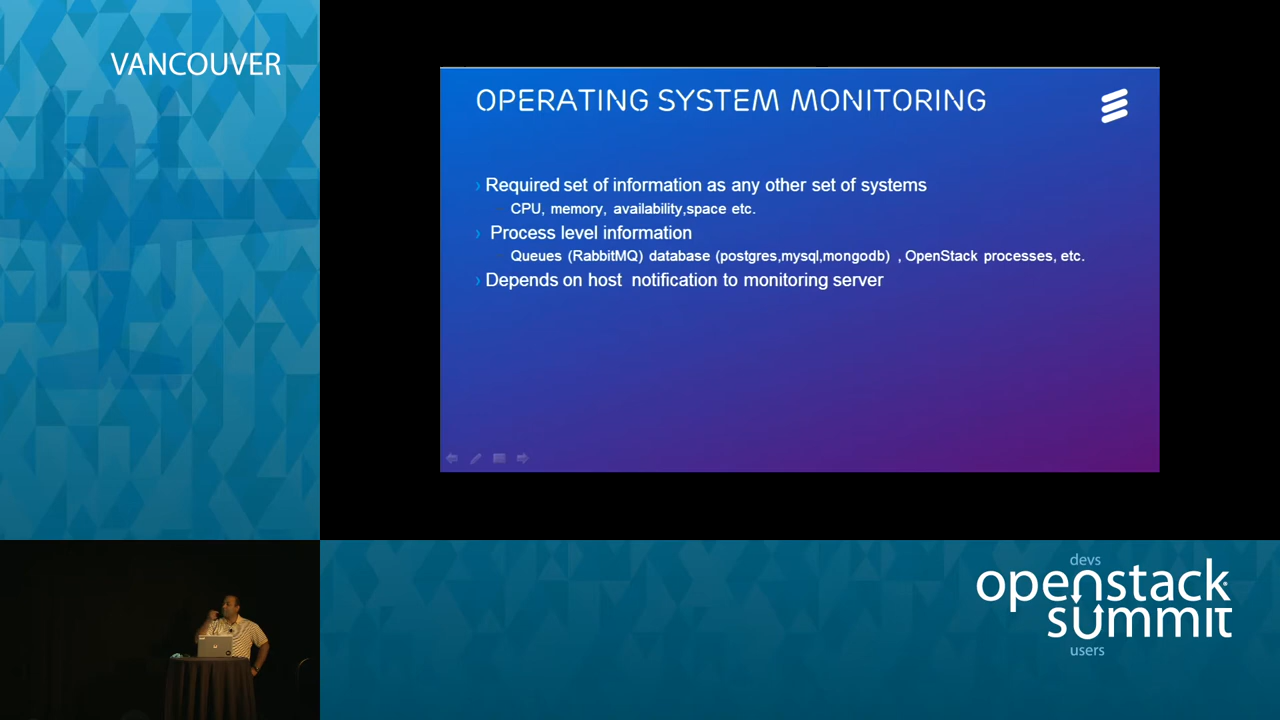 VANCOUVER
OPERATING SYSTEM MONITORING
› Required set of information as any other set of systems
CPU, memory, availability,space etc.
› Process level information
Queues (RabbitMQ) database (postgres,mysql,mongodb) , OpenStack processes, etc.
› Depends on host notification to monitoring server
devs
openstack
summit
users